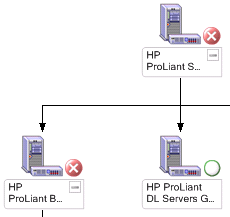 HP
ProLiant S...
HP
ProLiant B...
HP ProLiant
DL Servers G...